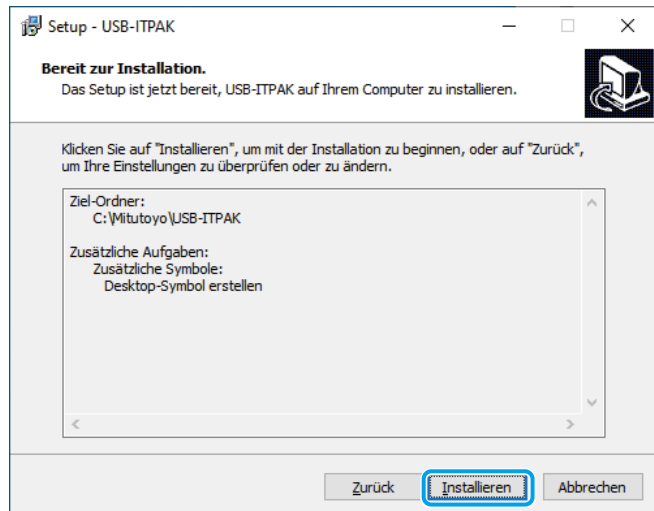 Setup - USB-ITPAK
Bereit zur Installation.
Das Setup ist jetzt bereit, USB-ITPAK auf Ihrem Computer zu installieren.
Klicken Sie auf "Installieren", um mit der Installation zu beginnen, oder auf "Zurück",
um Ihre Einstellungen zu überprüfen oder zu ändern.
Ziel-Ordner:
C:\Mitutoyo\USB-ITPAK
Zusätzliche Aufgaben:
Zusätzliche Symbole:
Desktop-Symbol erstellen
Zurück Installieren Abbrechen